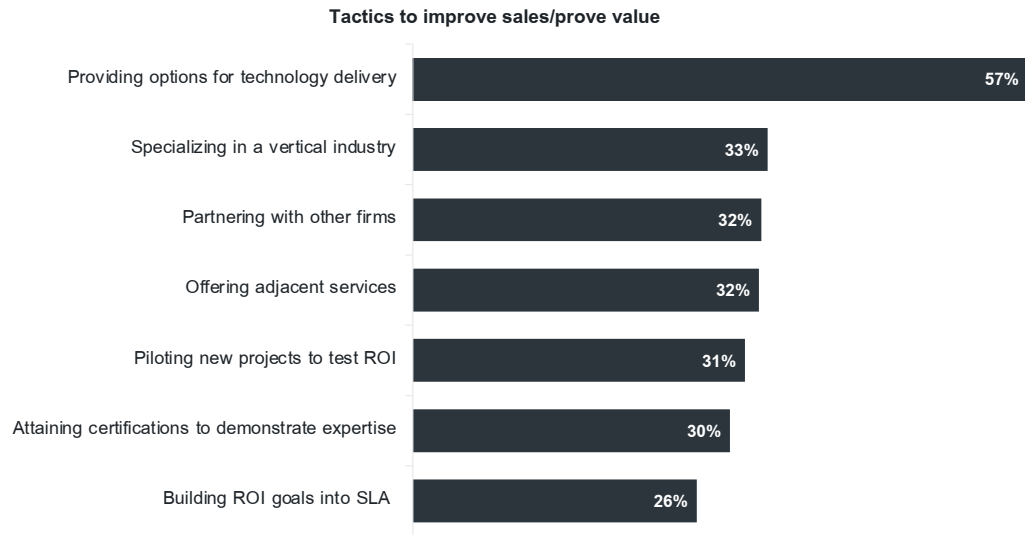 Tactics to improve sales/prove value
Providing options for technology delivery 57%
Specializing in a vertical industry 33%
Partnering with other firms 32%
Offering adjacent services 32%
Piloting new projects to test ROI 31%
Attaining certifications to demonstrate expertise 30%
Building ROI goals into SLA 26%